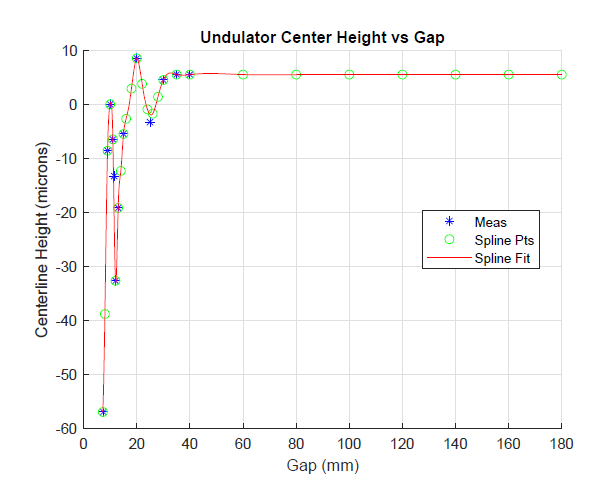 Undulator Center Height vs Gap
Centerline Height (microns)
10
0
-10
-20
-30
-40
-50
-60
Meas
Spline Pts
Spline Fit
0 20 40 60 80 100 120 140 160 180
Gap (mm)